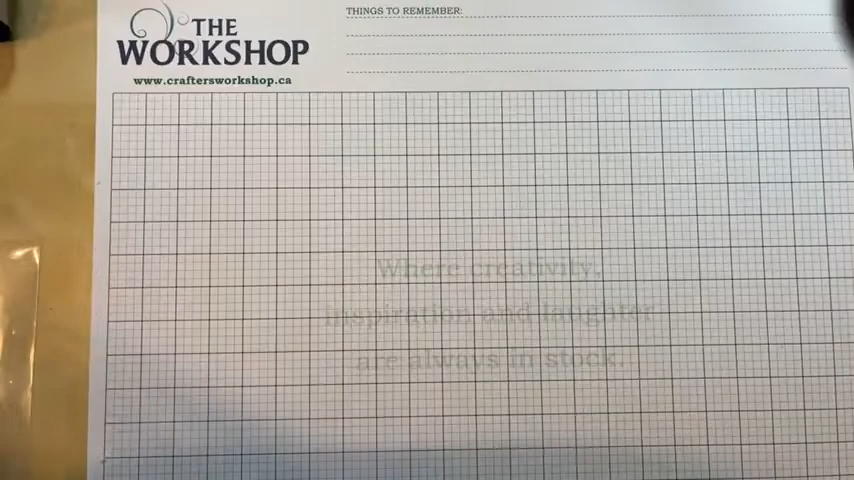 THE
WORKSHOP
www.craftersworkshop.ca
THINGS TO REMEMBER:
Where creativity,
inspiration and laughter
are always in stock.